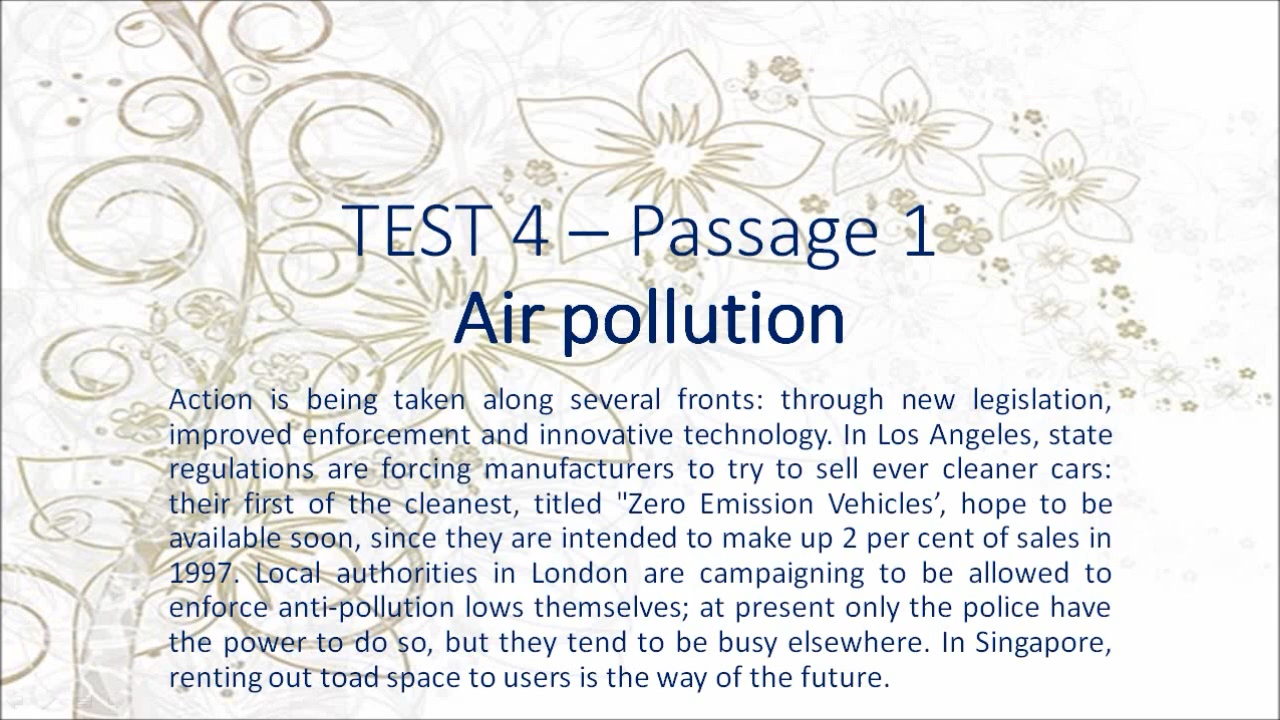 TEST 4 – Passage 1
Air pollution
Action is being taken along several fronts: through new legislation,
improved enforcement and innovative technology. In Los Angeles, state
regulations are forcing manufacturers to try to sell ever cleaner cars:
their first of the cleanest, titled "Zero Emission Vehicles’, hope to be
available soon, since they are intended to make up 2 per cent of sales in
1997. Local authorities in London are campaigning to be allowed to
enforce anti-pollution lows themselves; at present only the police have
the power to do so, but they tend to be busy elsewhere. In Singapore,
renting out toad space to users is the way of the future.